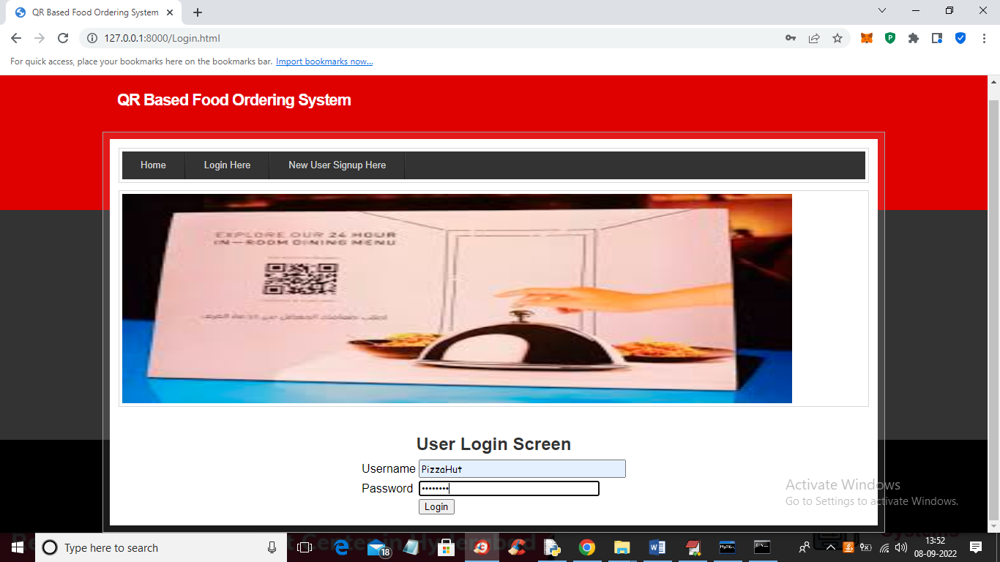 QR Based Food Ordering System
127.0.0.1:8000/Login.html
For quick access, place your bookmarks here on the bookmarks bar. Import bookmarks now...
QR Based Food Ordering System
Home
Login Here
New User Signup Here
EXPLORE OUR 24 HOUR
IN-ROOM DINING MENU
User Login Screen
Username PizzaHut
Password ••••••••
Login
Activate Windows
Go to Settings to activate Windows.
Type here to search
18
13:52
08-09-2022